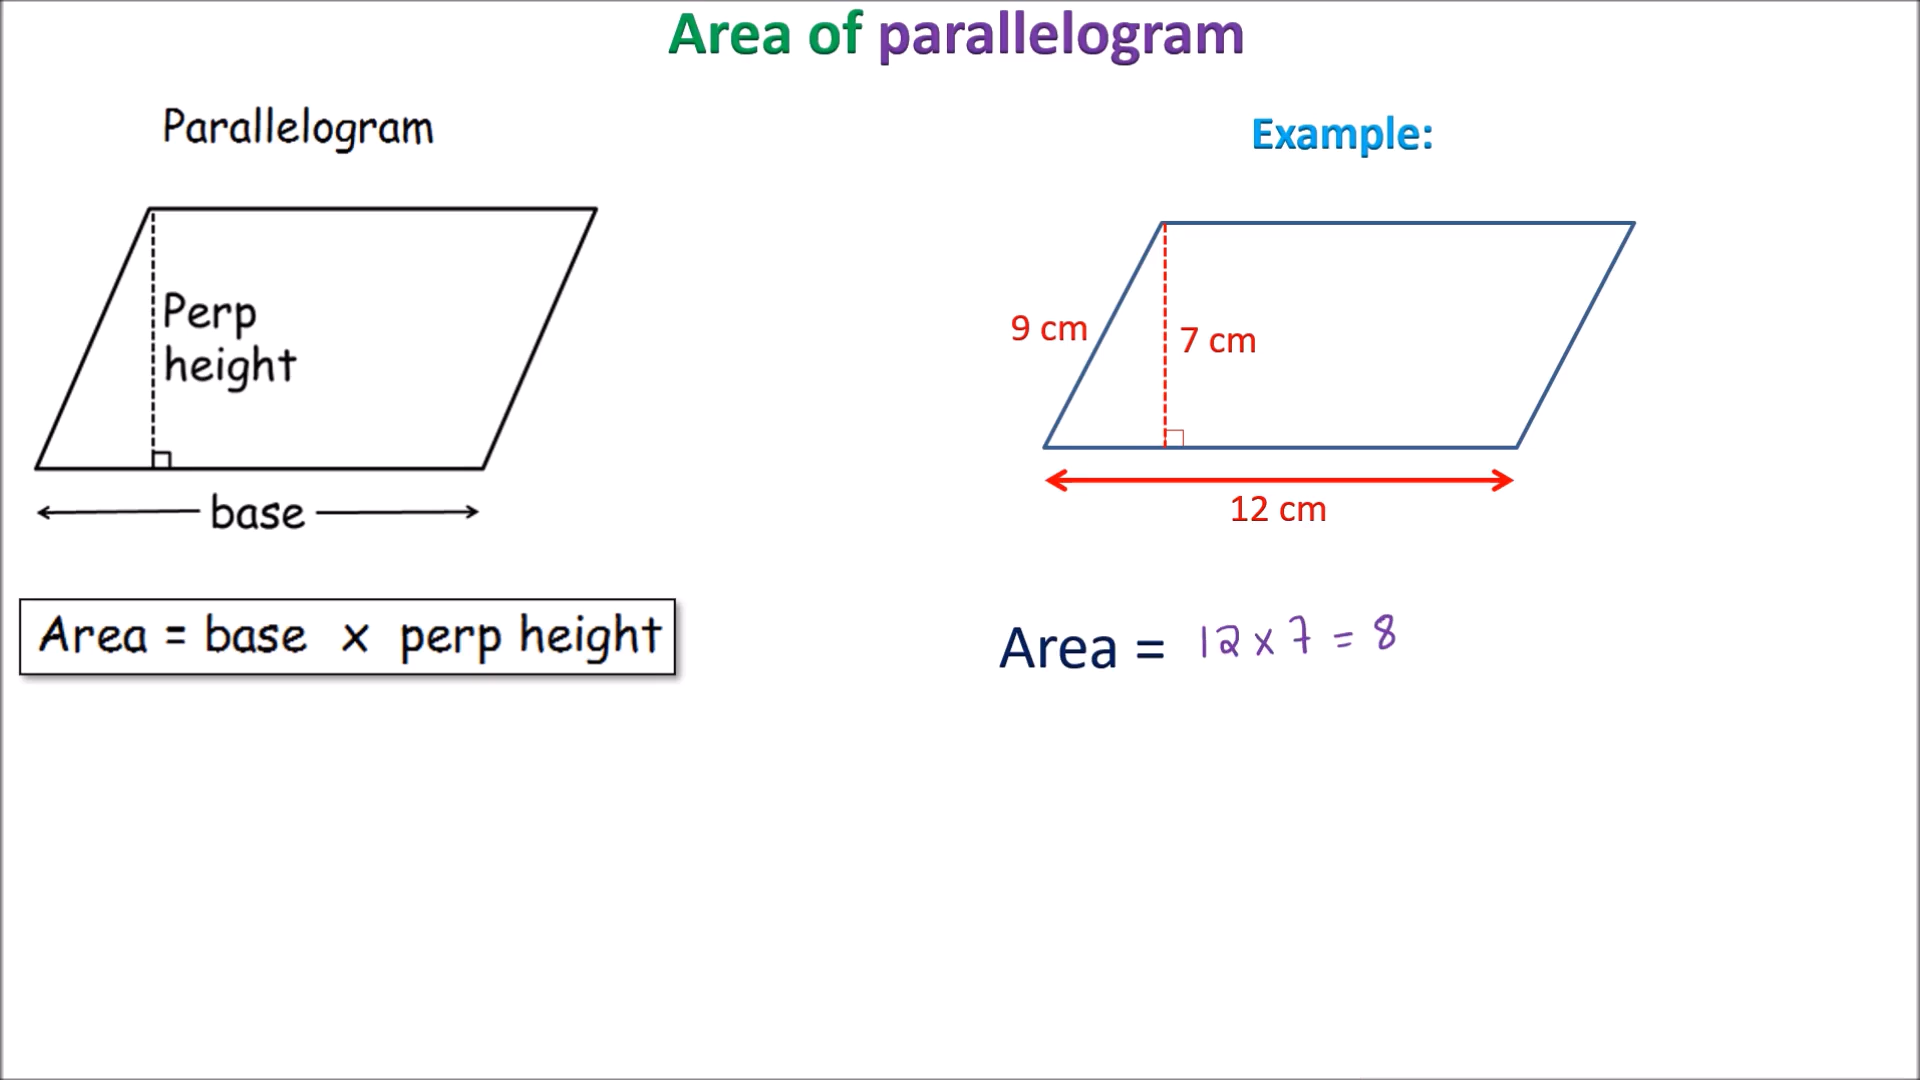 Area of parallelogram
Parallelogram
Perp
height
base
Area = base x perp height
Example:
9 cm
7 cm
12 cm
Area = 12 x 7 = 8